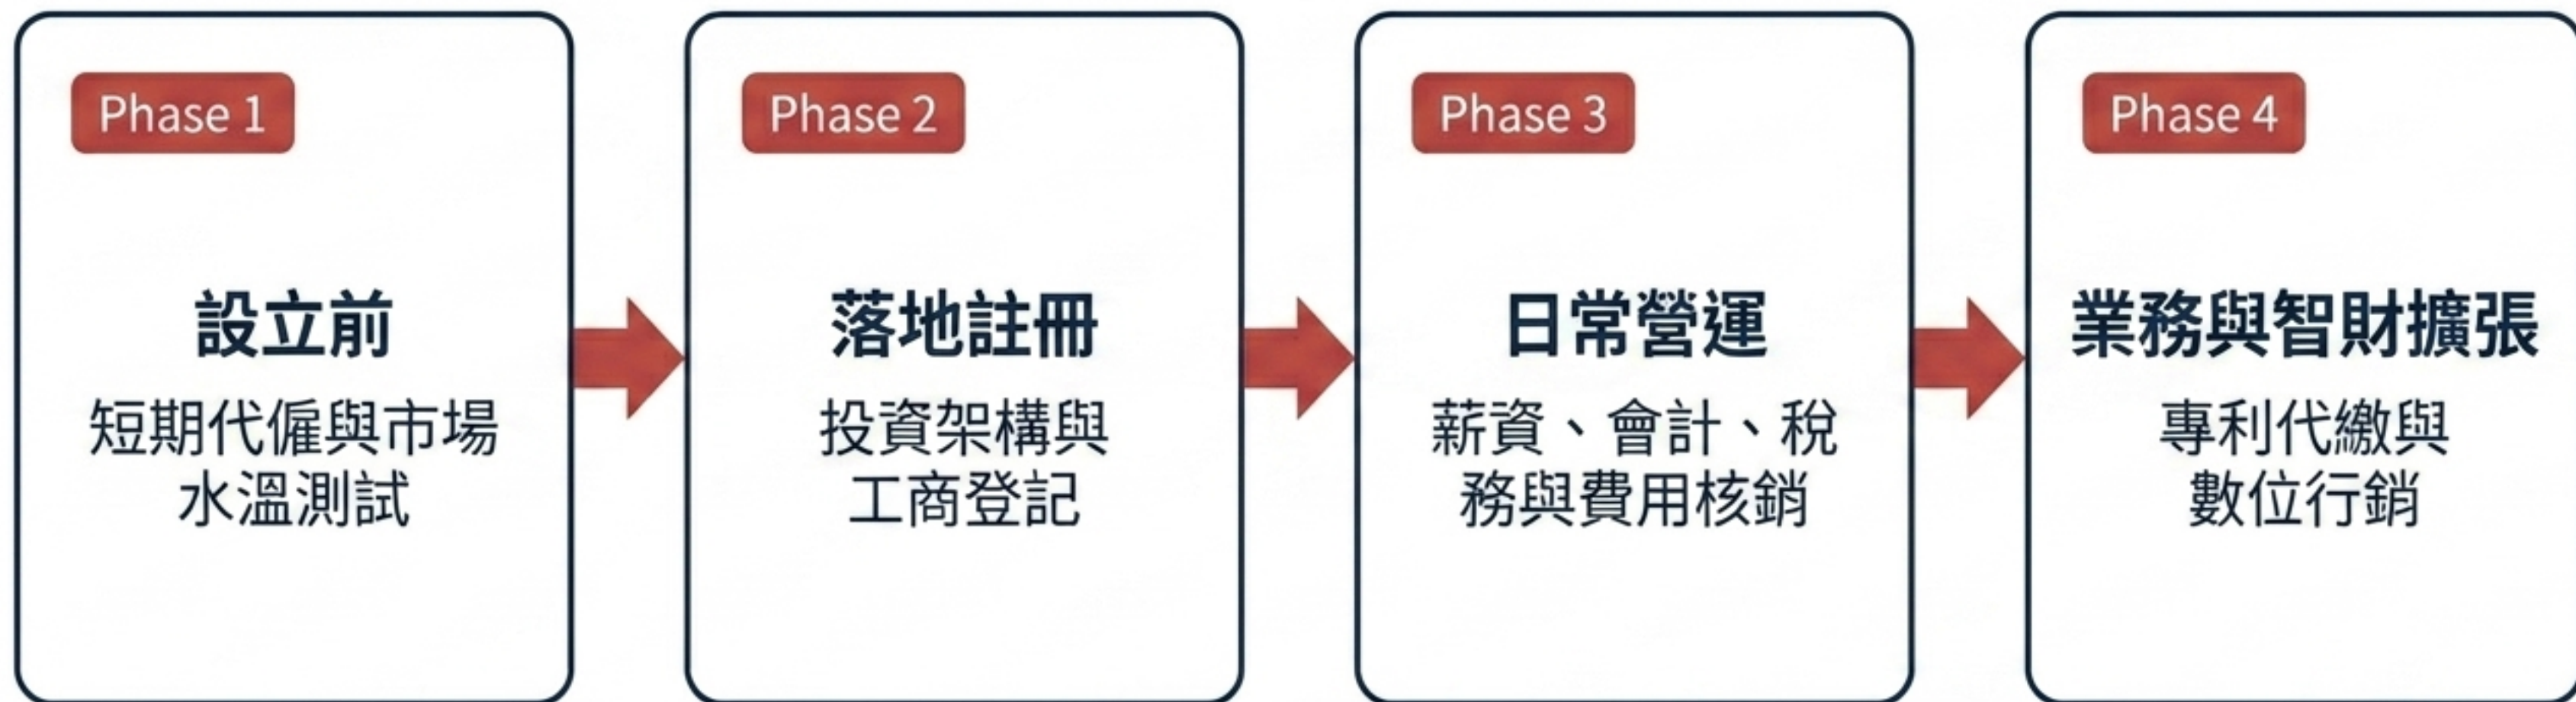 Phase 1
設立前
短期代僱與市場
水溫測試
Phase 2
落地註冊
投資架構與
工商登記
Phase 3
日常營運
薪資、會計、稅
務與費用核銷
Phase 4
業務與智財擴張
專利代繳與
數位行銷